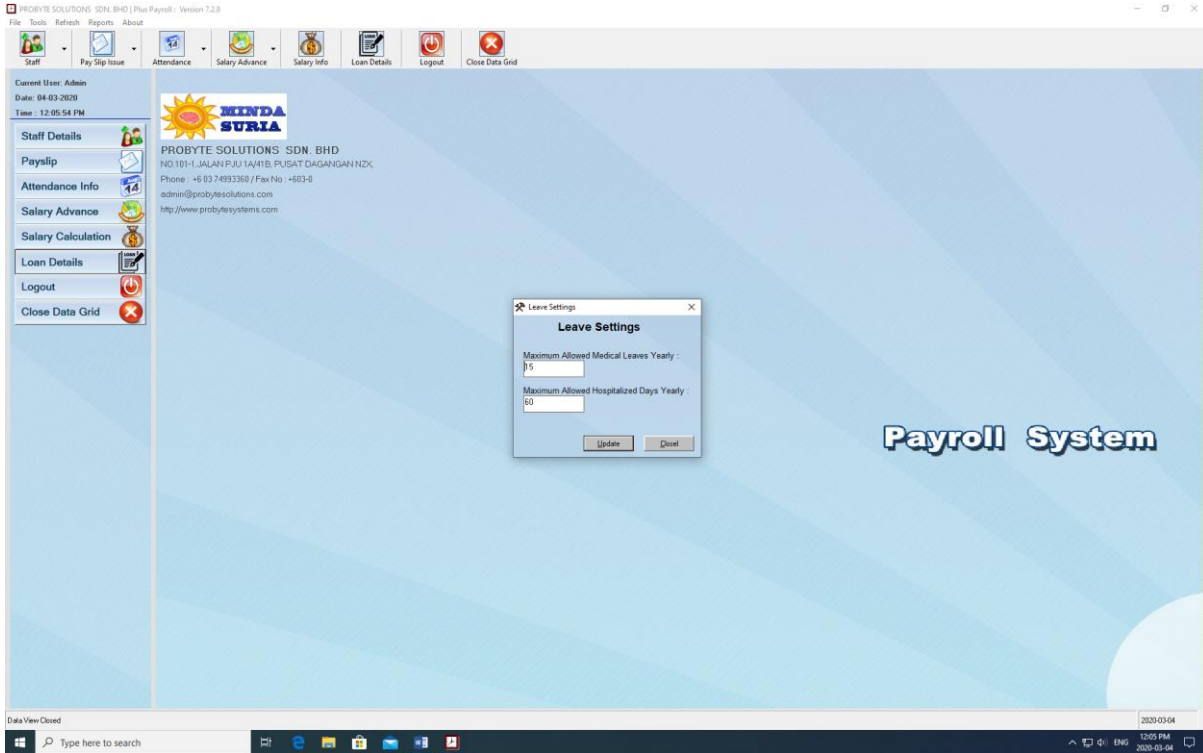 PROBYTE SOLUTIONS SDN. BHD | Plus Payroll : Version 7.2.8
File Tools Refresh Reports About
Staff Pay Slip Issue Attendance Salary Advance Salary Info Loan Details Logout Close Data Grid
Current User: Admin
Date: 04-03-2020
Time : 12:05:54 PM
Staff Details
Payslip
Attendance Info
Salary Advance
Salary Calculation
Loan Details
Logout
Close Data Grid
MINDA
SURIA
PROBYTE SOLUTIONS SDN. BHD
NO.101-1,JALAN PJU 1A/41B, PUSAT DAGANGAN NZX,
Phone : +6 03 74993360 / Fax No : +603-0
admin@probytesolutions.com
http://www.probytesystems.com
Leave Settings
Leave Settings
Maximum Allowed Medical Leaves Yearly :
15
Maximum Allowed Hospitalized Days Yearly :
60
Update
Payroll System
Data View Closed
2020-03-04
Type here to search
ENG
12:05 PM
2020-03-04